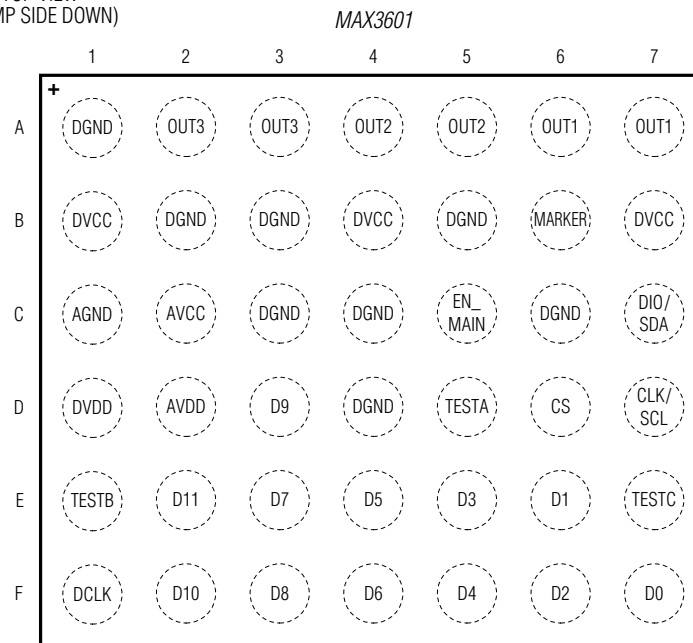 MP SIDE DOWN)
MAX3601
1 2 3 4 5 6 7
+
A DGND OUT3 OUT3 OUT2 OUT2 OUT1 OUT1
B DVCC DGND DGND DVCC DGND MARKER DVCC
C AGND AVCC DGND DGND EN_ MAIN DGND DIO/ SDA
D DVDD AVDD D9 DGND TESTA CS CLK/ SCL
E TESTB D11 D7 D5 D3 D1 TESTC
F DCLK D10 D8 D6 D4 D2 D0